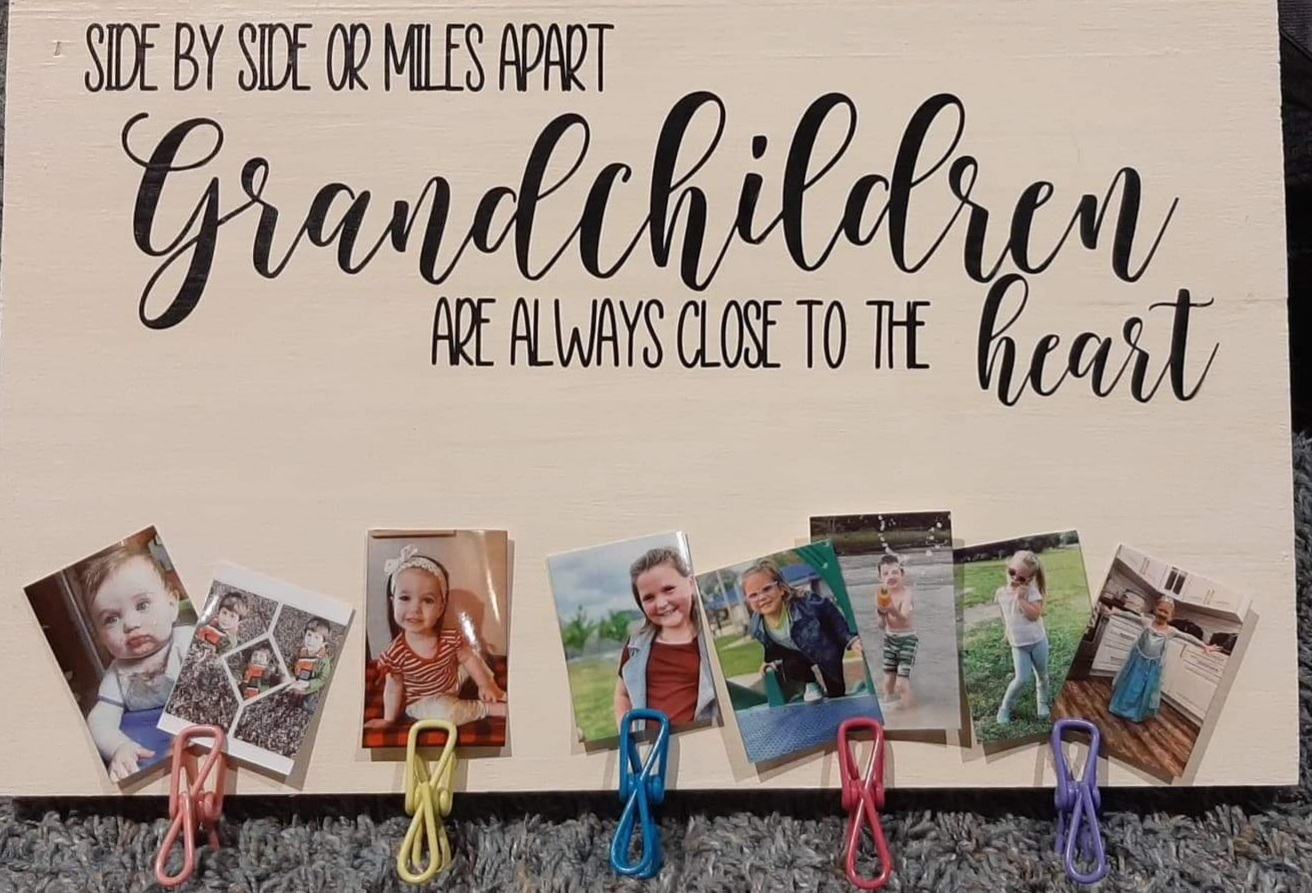 SIDE BY SIDE OR MILES APART
Grandchildren
ARE ALWAYS CLOSE TO THE heart